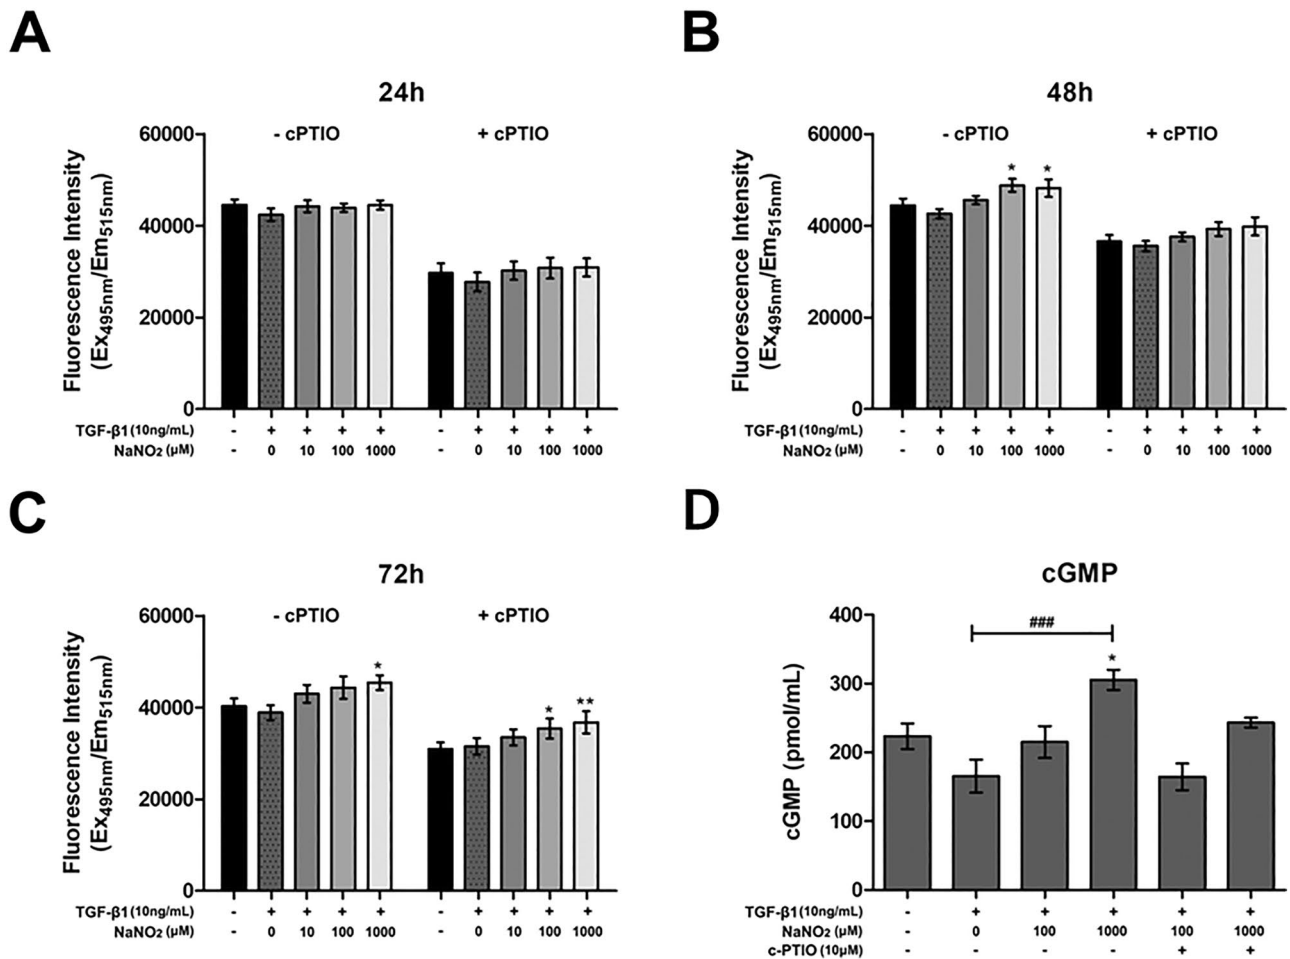 A
24h
- cPTIO
+ cPTIO
Fluorescence Intensity
(Ex495nm/Em515nm)
60000
40000
20000
0
TGF-β1 (10ng/mL) - + + + + - + + + +
NaNO2 (μM) - 0 10 100 1000 - 0 10 100 1000
B
48h
- cPTIO
+ cPTIO
Fluorescence Intensity
(Ex495nm/Em515nm)
60000
40000
20000
0
* *
TGF-β1 (10ng/mL) - + + + + - + + + +
NaNO2 (μM) - 0 10 100 1000 - 0 10 100 1000
C
72h
- cPTIO
+ cPTIO
Fluorescence Intensity
(Ex495nm/Em515nm)
60000
40000
20000
0
* * **
TGF-β1 (10ng/mL) - + + + + - + + + +
NaNO2 (μM) - 0 10 100 1000 - 0 10 100 1000
D
cGMP
cGMP (pmol/mL)
400
300
200
100
0
###
*
TGF-β1 (10ng/mL) - + + + + +
NaNO2 (μM) - 0 100 1000 100 1000
c-PTIO (10μM) - - - - + +